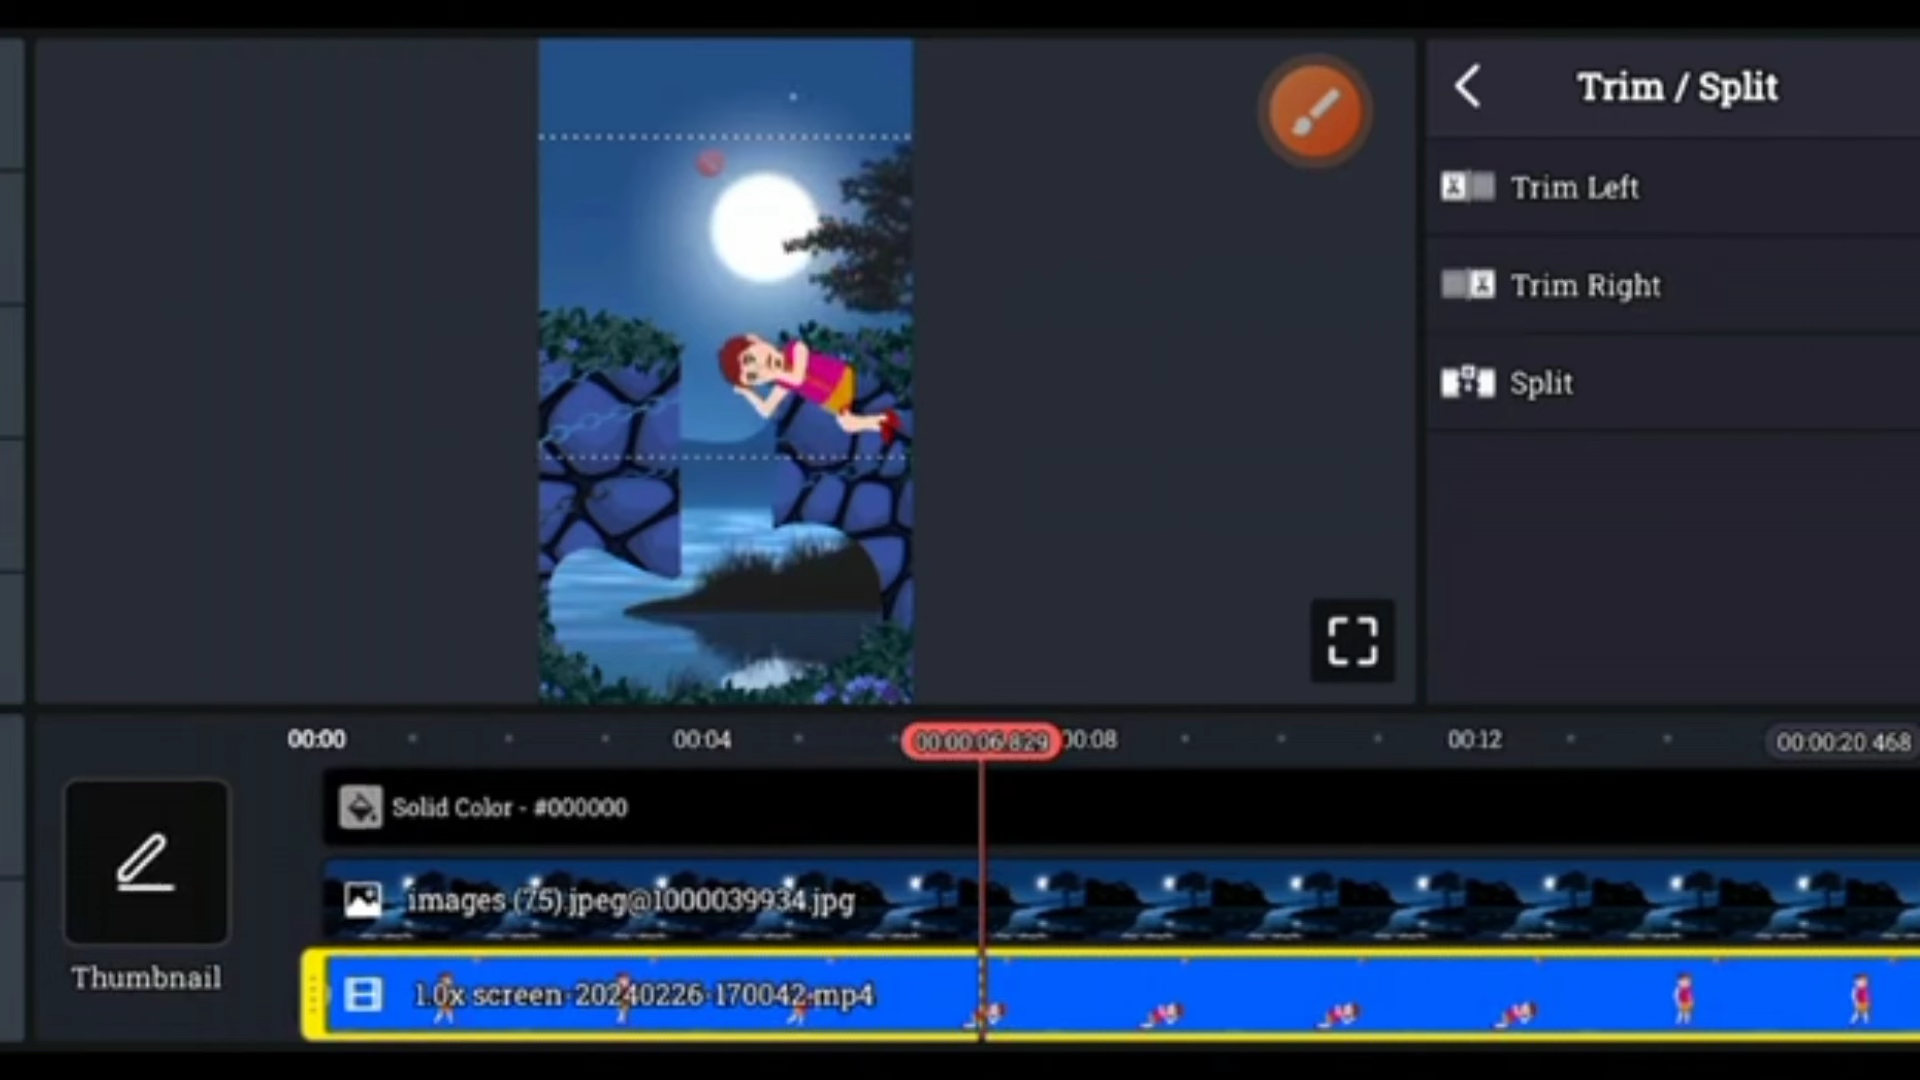 Trim / Split
Trim Left
Trim Right
Split
00:00
00:04
00:00:06.829
00:08
00:12
00:00:20.468
Solid Color - #000000
images (75).jpeg@1000039934.jpg
1.0x screen-20240226-170042.mp4
Thumbnail